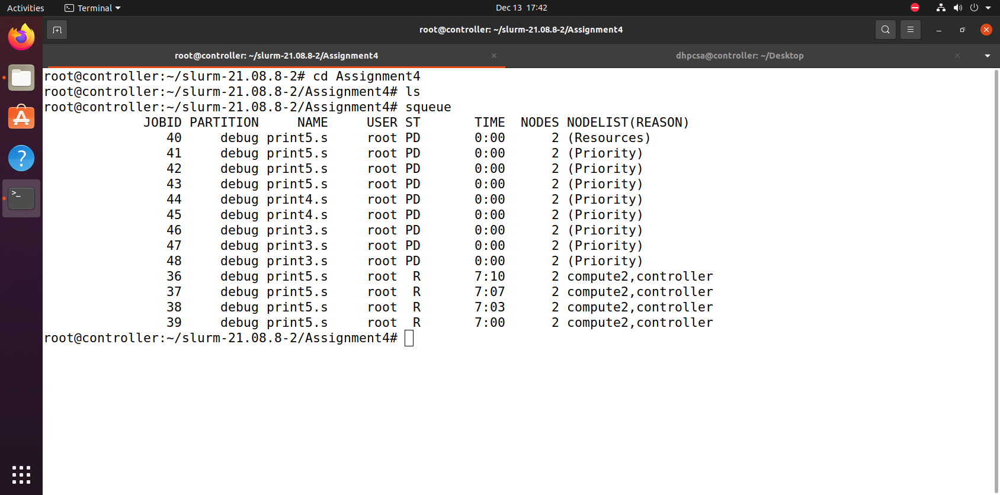 Activities Terminal Dec 13 17:42
root@controller: ~/slurm-21.08.8-2/Assignment4
root@controller: ~/slurm-21.08.8-2/Assignment4 dhpcsa@controller: ~/Desktop
root@controller:~/slurm-21.08.8-2# cd Assignment4
root@controller:~/slurm-21.08.8-2/Assignment4# ls
root@controller:~/slurm-21.08.8-2/Assignment4# squeue
JOBID PARTITION NAME USER ST TIME NODES NODELIST(REASON)
40 debug print5.s root PD 0:00 2 (Resources)
41 debug print5.s root PD 0:00 2 (Priority)
42 debug print5.s root PD 0:00 2 (Priority)
43 debug print5.s root PD 0:00 2 (Priority)
44 debug print4.s root PD 0:00 2 (Priority)
45 debug print4.s root PD 0:00 2 (Priority)
46 debug print3.s root PD 0:00 2 (Priority)
47 debug print3.s root PD 0:00 2 (Priority)
48 debug print3.s root PD 0:00 2 (Priority)
36 debug print5.s root R 7:10 2 compute2,controller
37 debug print5.s root R 7:07 2 compute2,controller
38 debug print5.s root R 7:03 2 compute2,controller
39 debug print5.s root R 7:00 2 compute2,controller
root@controller:~/slurm-21.08.8-2/Assignment4#